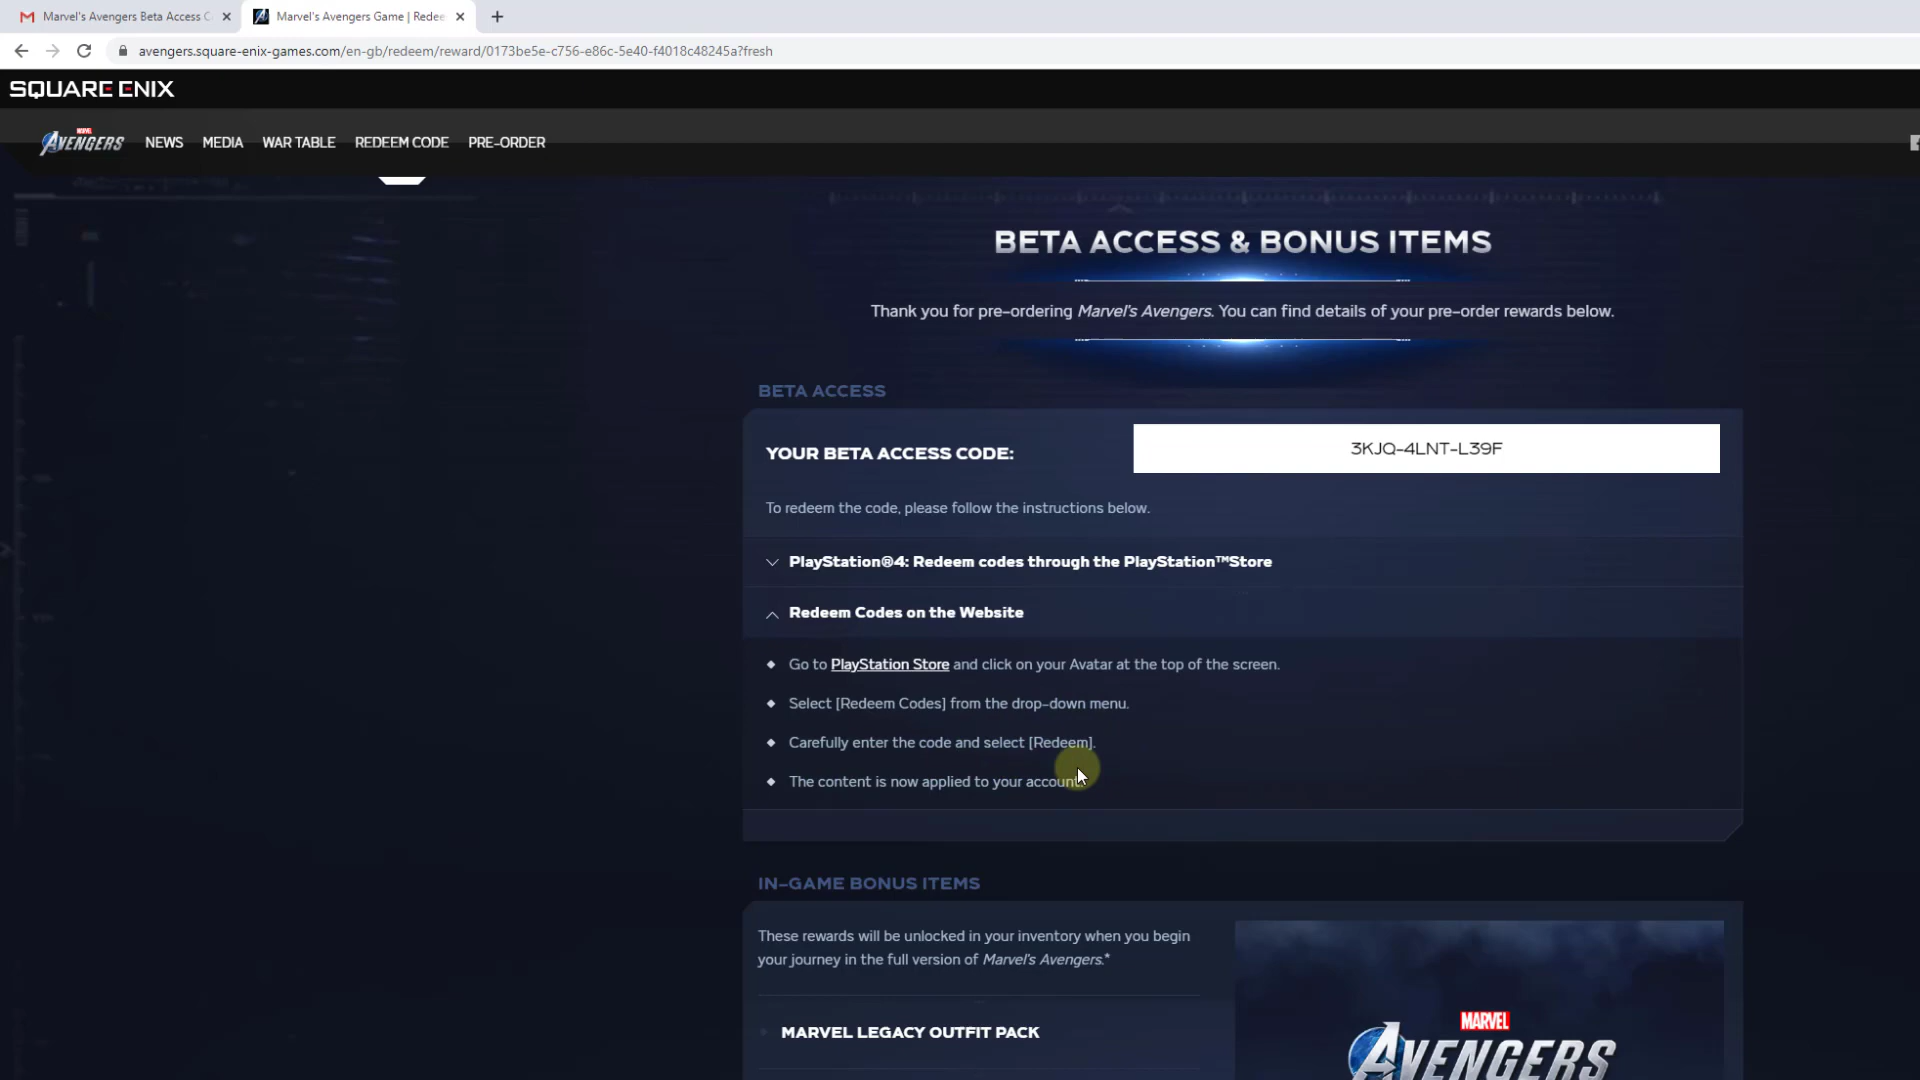 Marvel's Avengers Beta Access C
Marvel's Avengers Game | Redee
avengers.square-enix-games.com/en-gb/redeem/reward/0173be5e-c756-e86c-5e40-f4018c48245a?fresh
SQUARE ENIX
MARVEL
AVENGERS
NEWS MEDIA WAR TABLE REDEEM CODE PRE-ORDER
BETA ACCESS & BONUS ITEMS
Thank you for pre-ordering Marvel's Avengers. You can find details of your pre-order rewards below.
BETA ACCESS
YOUR BETA ACCESS CODE: 3KJQ-4LNT-L39F
To redeem the code, please follow the instructions below.
PlayStation®4: Redeem codes through the PlayStation™Store
Redeem Codes on the Website
Go to PlayStation Store and click on your Avatar at the top of the screen.
Select [Redeem Codes] from the drop-down menu.
Carefully enter the code and select [Redeem].
The content is now applied to your account.
IN-GAME BONUS ITEMS
These rewards will be unlocked in your inventory when you begin
your journey in the full version of Marvel's Avengers.*
MARVEL LEGACY OUTFIT PACK
MARVEL
AVENGERS